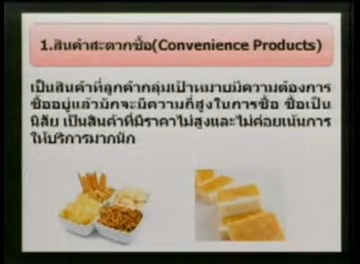 1.สินค้าสะดวกซื้อ(Convenience Products)
เป็นสินค้าที่ลูกค้ากลุ่มเป้าหมายมีความต้องการ
ซื้ออยู่แล้วมักจะมีความถี่สูงในการซื้อ ซื้อเป็น
นิสัย เป็นสินค้าที่มีราคาไม่สูงและไม่ค่อยเน้นการ
ให้บริการมากนัก